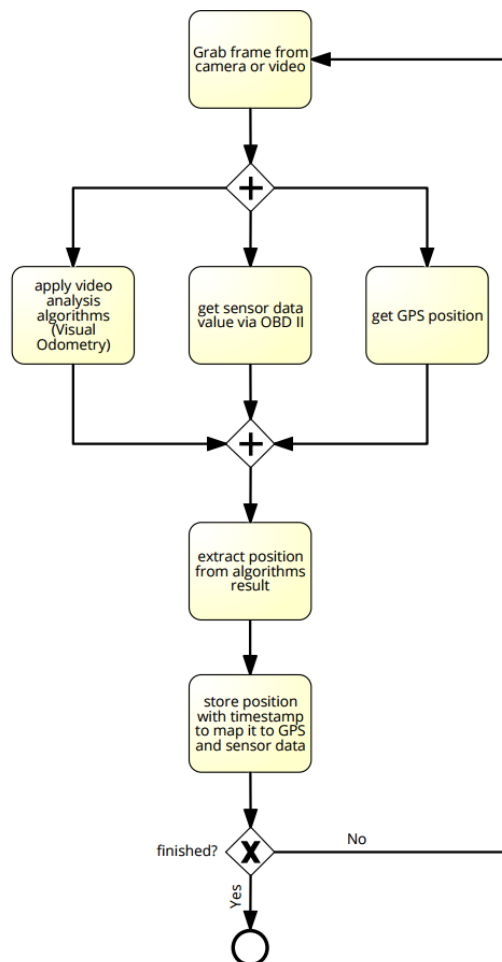 Grab frame from
camera or video
apply video
analysis
algorithms
(Visual
Odometry)
get sensor data
value via OBD II
get GPS position
extract position
from algorithms
result
store position
with timestamp
to map it to GPS
and sensor data
finished?
No
Yes